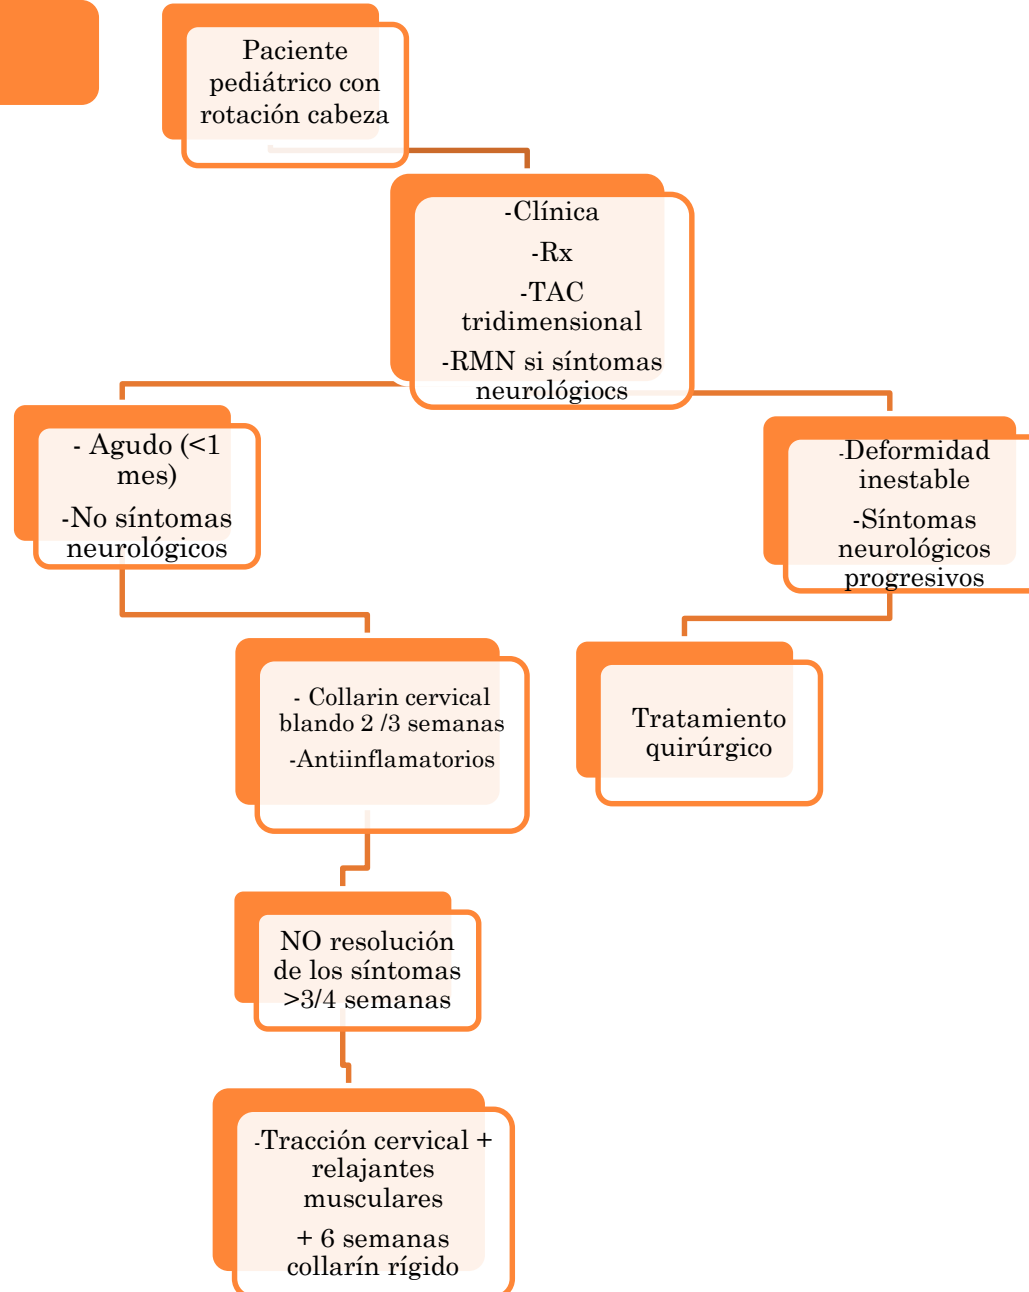 Paciente
pediátrico con
rotación cabeza
-Clínica
-Rx
-TAC
tridimensional
-RMN si síntomas
neurológiocs
- Agudo (<1
mes)
-No síntomas
neurológicos
-Deformidad
inestable
-Síntomas
neurológicos
progresivos
- Collarin cervical
blando 2 /3 semanas
-Antiinflamatorios
Tratamiento
quirúrgico
NO resolución
de los síntomas
>3/4 semanas
-Tracción cervical +
relajantes
musculares
+ 6 semanas
collarín rígido